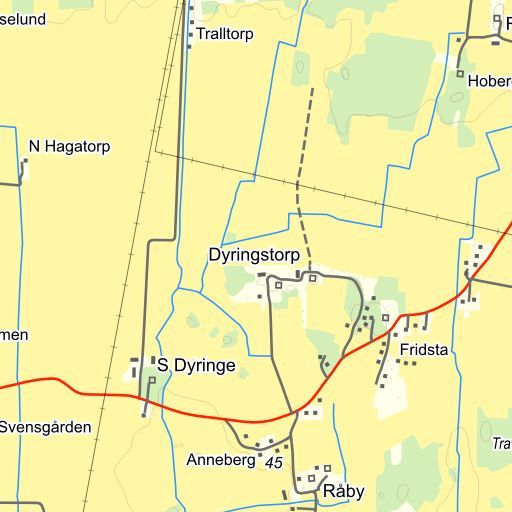 selund
Tralltorp
Hober
N Hagatorp
Dyringstorp
men
S Dyringe
Fridsta
Svensgården
Anneberg
45
Tra
Råby